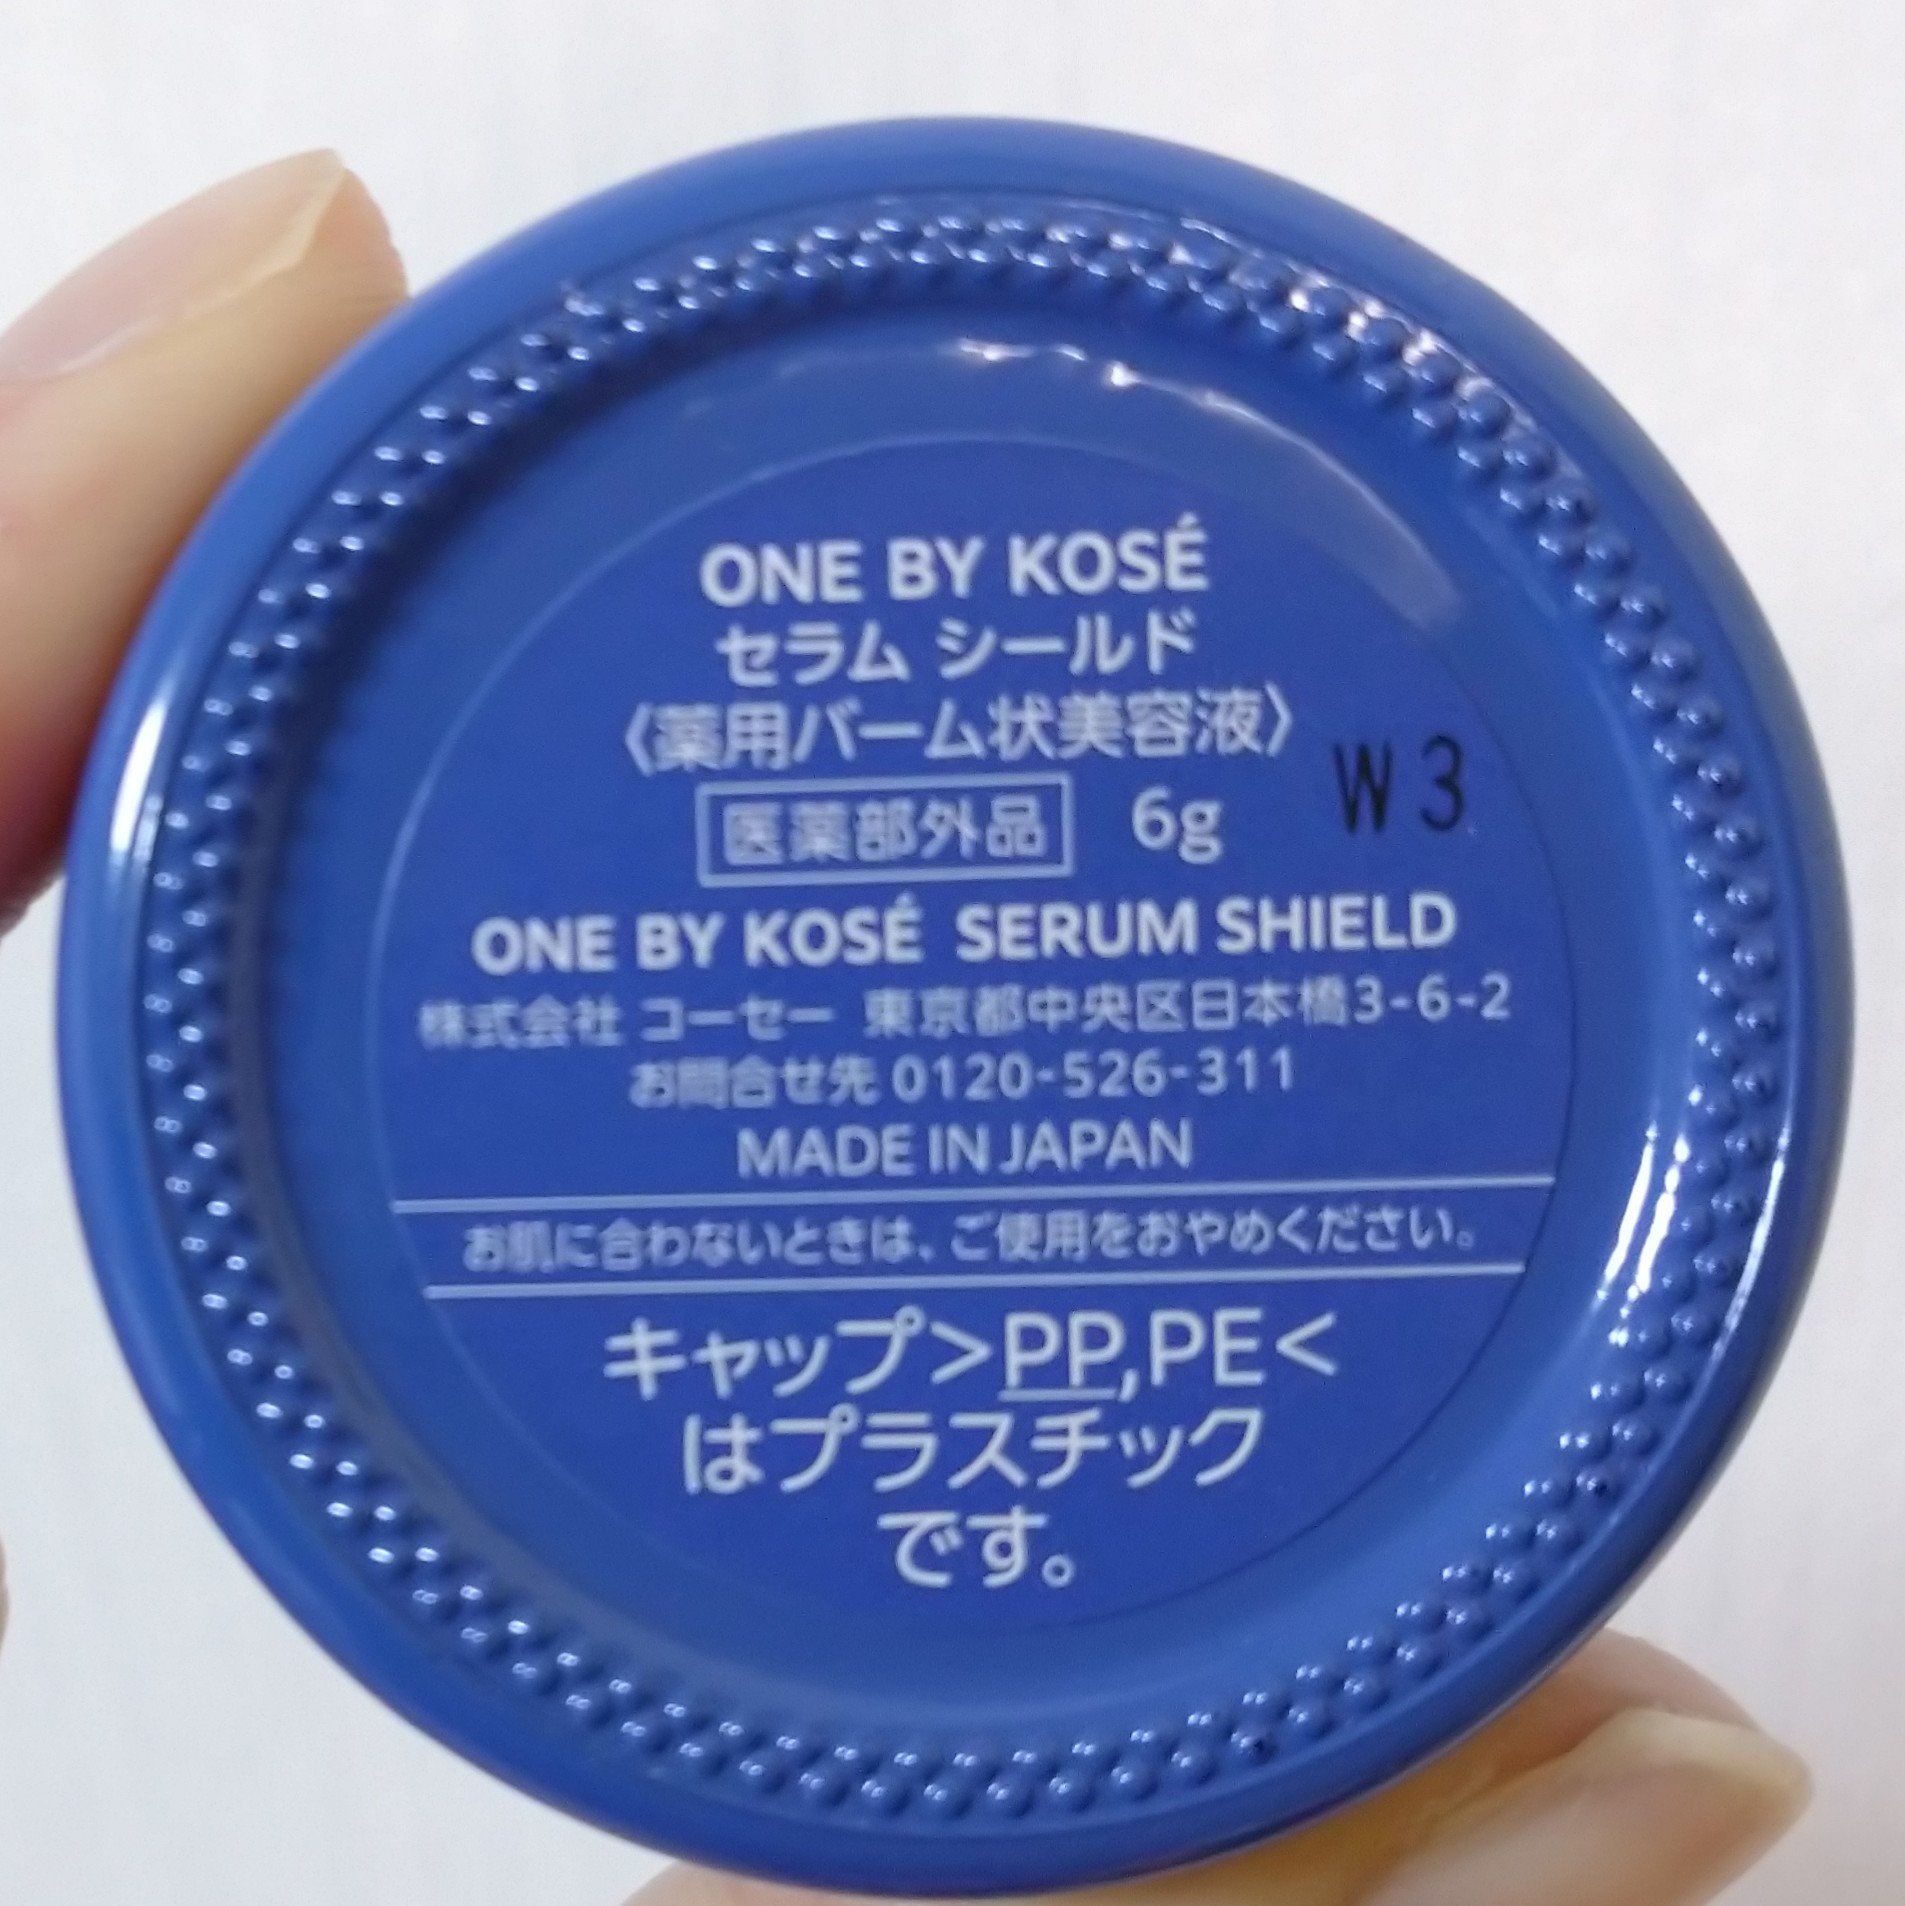 ONE BY KOSÉ
セラム シールド
〈薬用バーム状美容液〉
医薬部外品 6g W3
ONE BY KOSÉ SERUM SHIELD
株式会社 コーセー 東京都中央区日本橋3-6-2
お問合せ先 0120-526-311
MADE IN JAPAN
お肌に合わないときは、ご使用をおやめください。
キャップ>PP,PE<
はプラスチック
です。